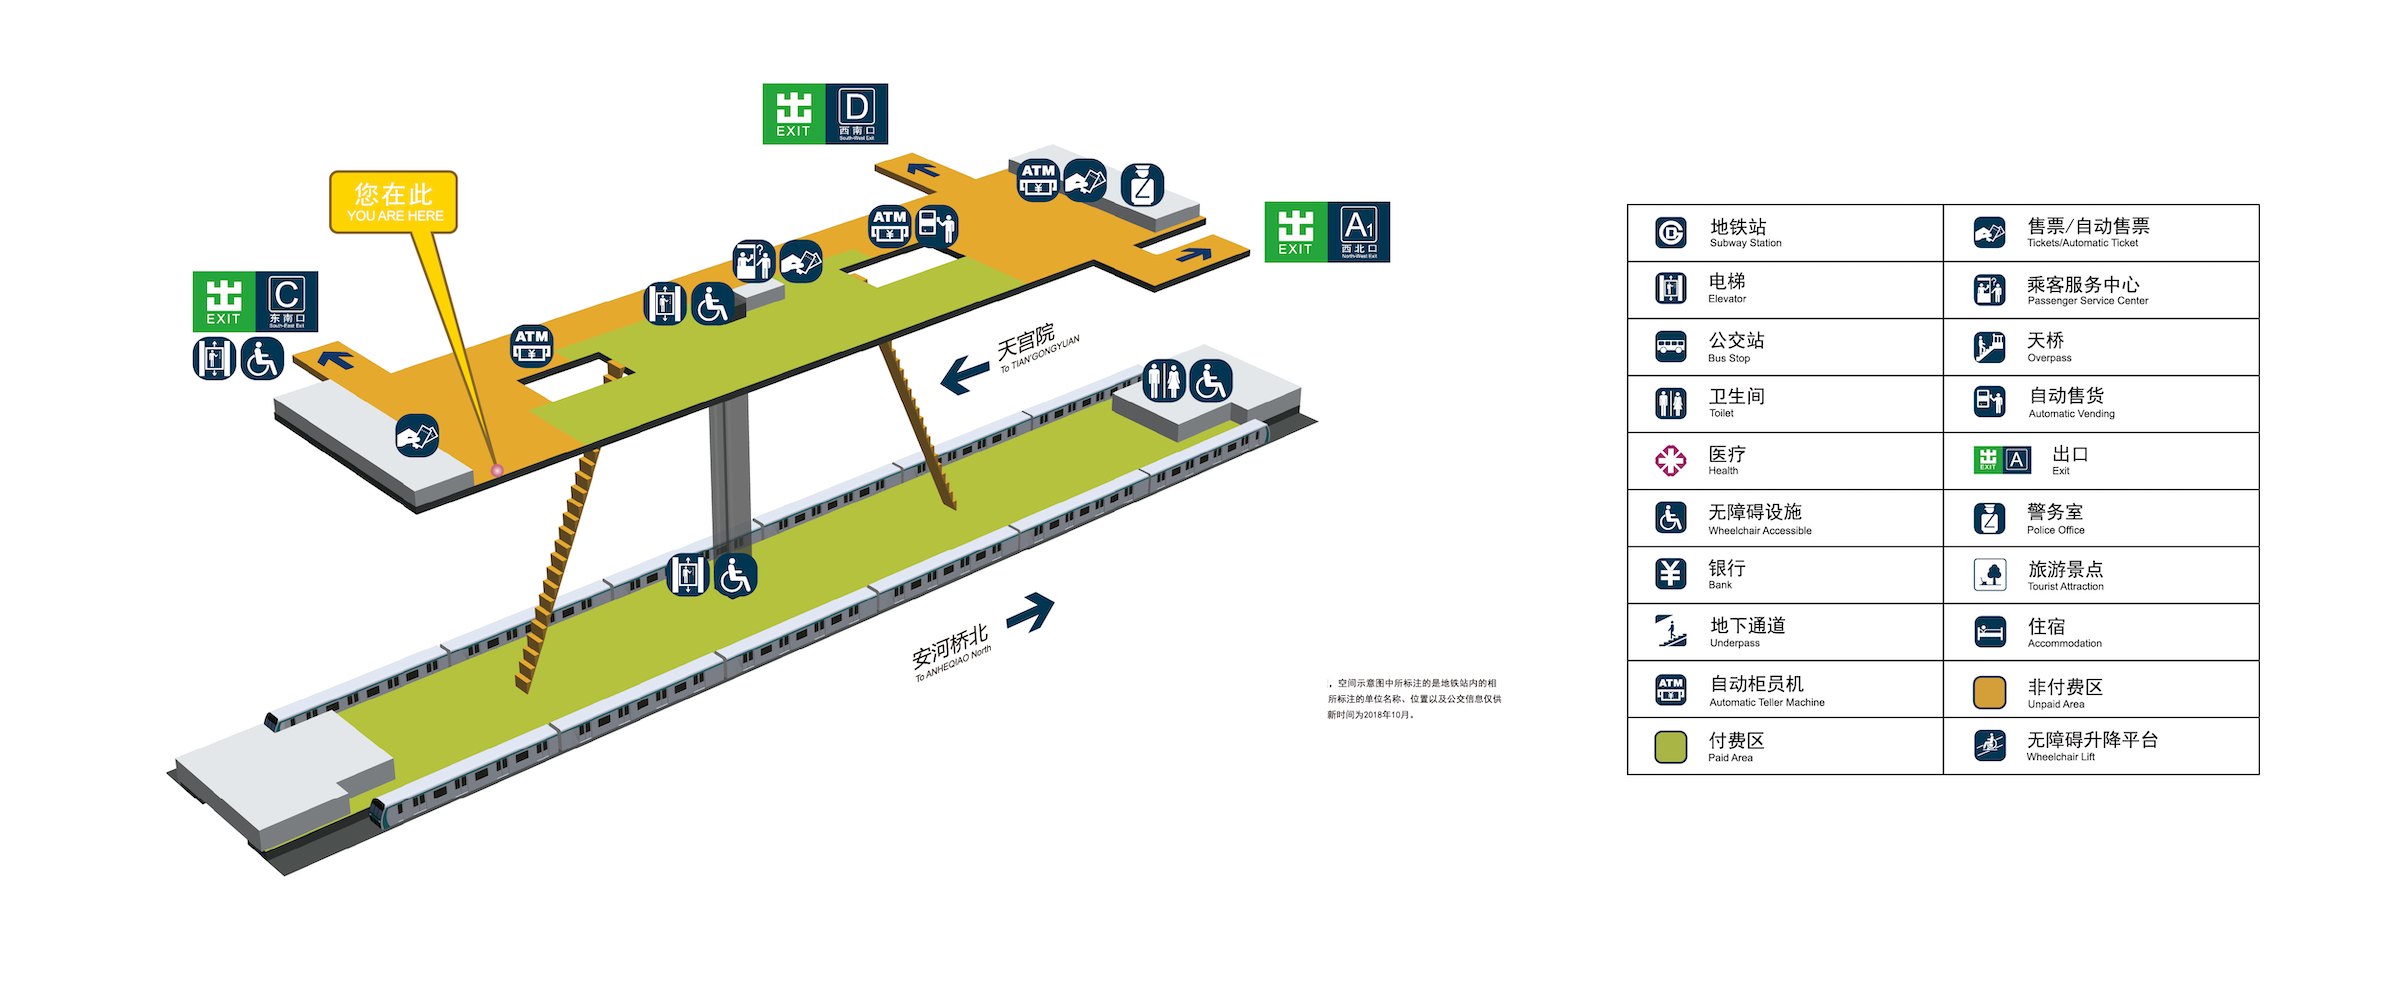 EXIT
D
西南口
South-West Exit
您在此
YOU ARE HERE
ATM
EXIT
A1
西北口
North-West Exit
ATM
EXIT
C
东南口
South-East Exit
ATM
天宫院
To TIAN'GONGYUAN
安河桥北
To ANHEQIAO North
空间示意图中所标注的是地铁站内的相
所标注的单位名称、位置以及公交信息仅供
新时间为2018年10月。
地铁站
Subway Station
售票/自动售票
Tickets/Automatic Ticket
电梯
Elevator
乘客服务中心
Passenger Service Center
公交站
Bus Stop
天桥
Overpass
卫生间
Toilet
自动售货
Automatic Vending
医疗
Health
EXIT A
出口
Exit
无障碍设施
Wheelchair Accessible
警务室
Police Office
银行
Bank
旅游景点
Tourist Attraction
地下通道
Underpass
住宿
Accommodation
ATM
自动柜员机
Automatic Teller Machine
非付费区
Unpaid Area
付费区
Paid Area
无障碍升降平台
Wheelchair Lift